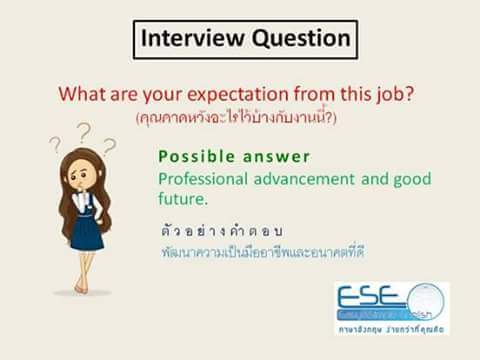 Interview Question
What are your expectation from this job?
(คุณคาดหวังอะไรไว้บ้างกับงานนี้?)
? ? ?
Possible answer
Professional advancement and good
future.
ตัวอย่างคำตอบ
พัฒนาความเป็นมืออาชีพและอนาคตที่ดี
ESE
ภาษาอังกฤษ ง่ายกว่าที่คุณคิด